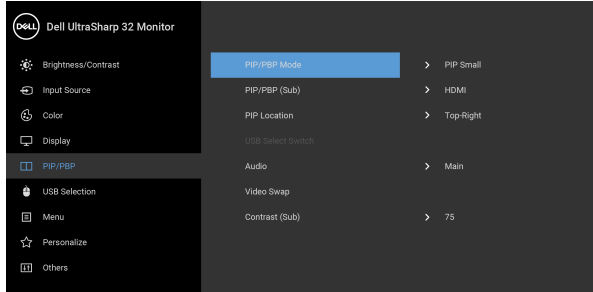 DELL Dell UltraSharp 32 Monitor
Brightness/Contrast
Input Source
Color
Display
PIP/PBP
USB Selection
Menu
Personalize
Others
PIP/PBP Mode > PIP Small
PIP/PBP (Sub) > HDMI
PIP Location > Top-Right
USB Select Switch
Audio > Main
Video Swap
Contrast (Sub) > 75